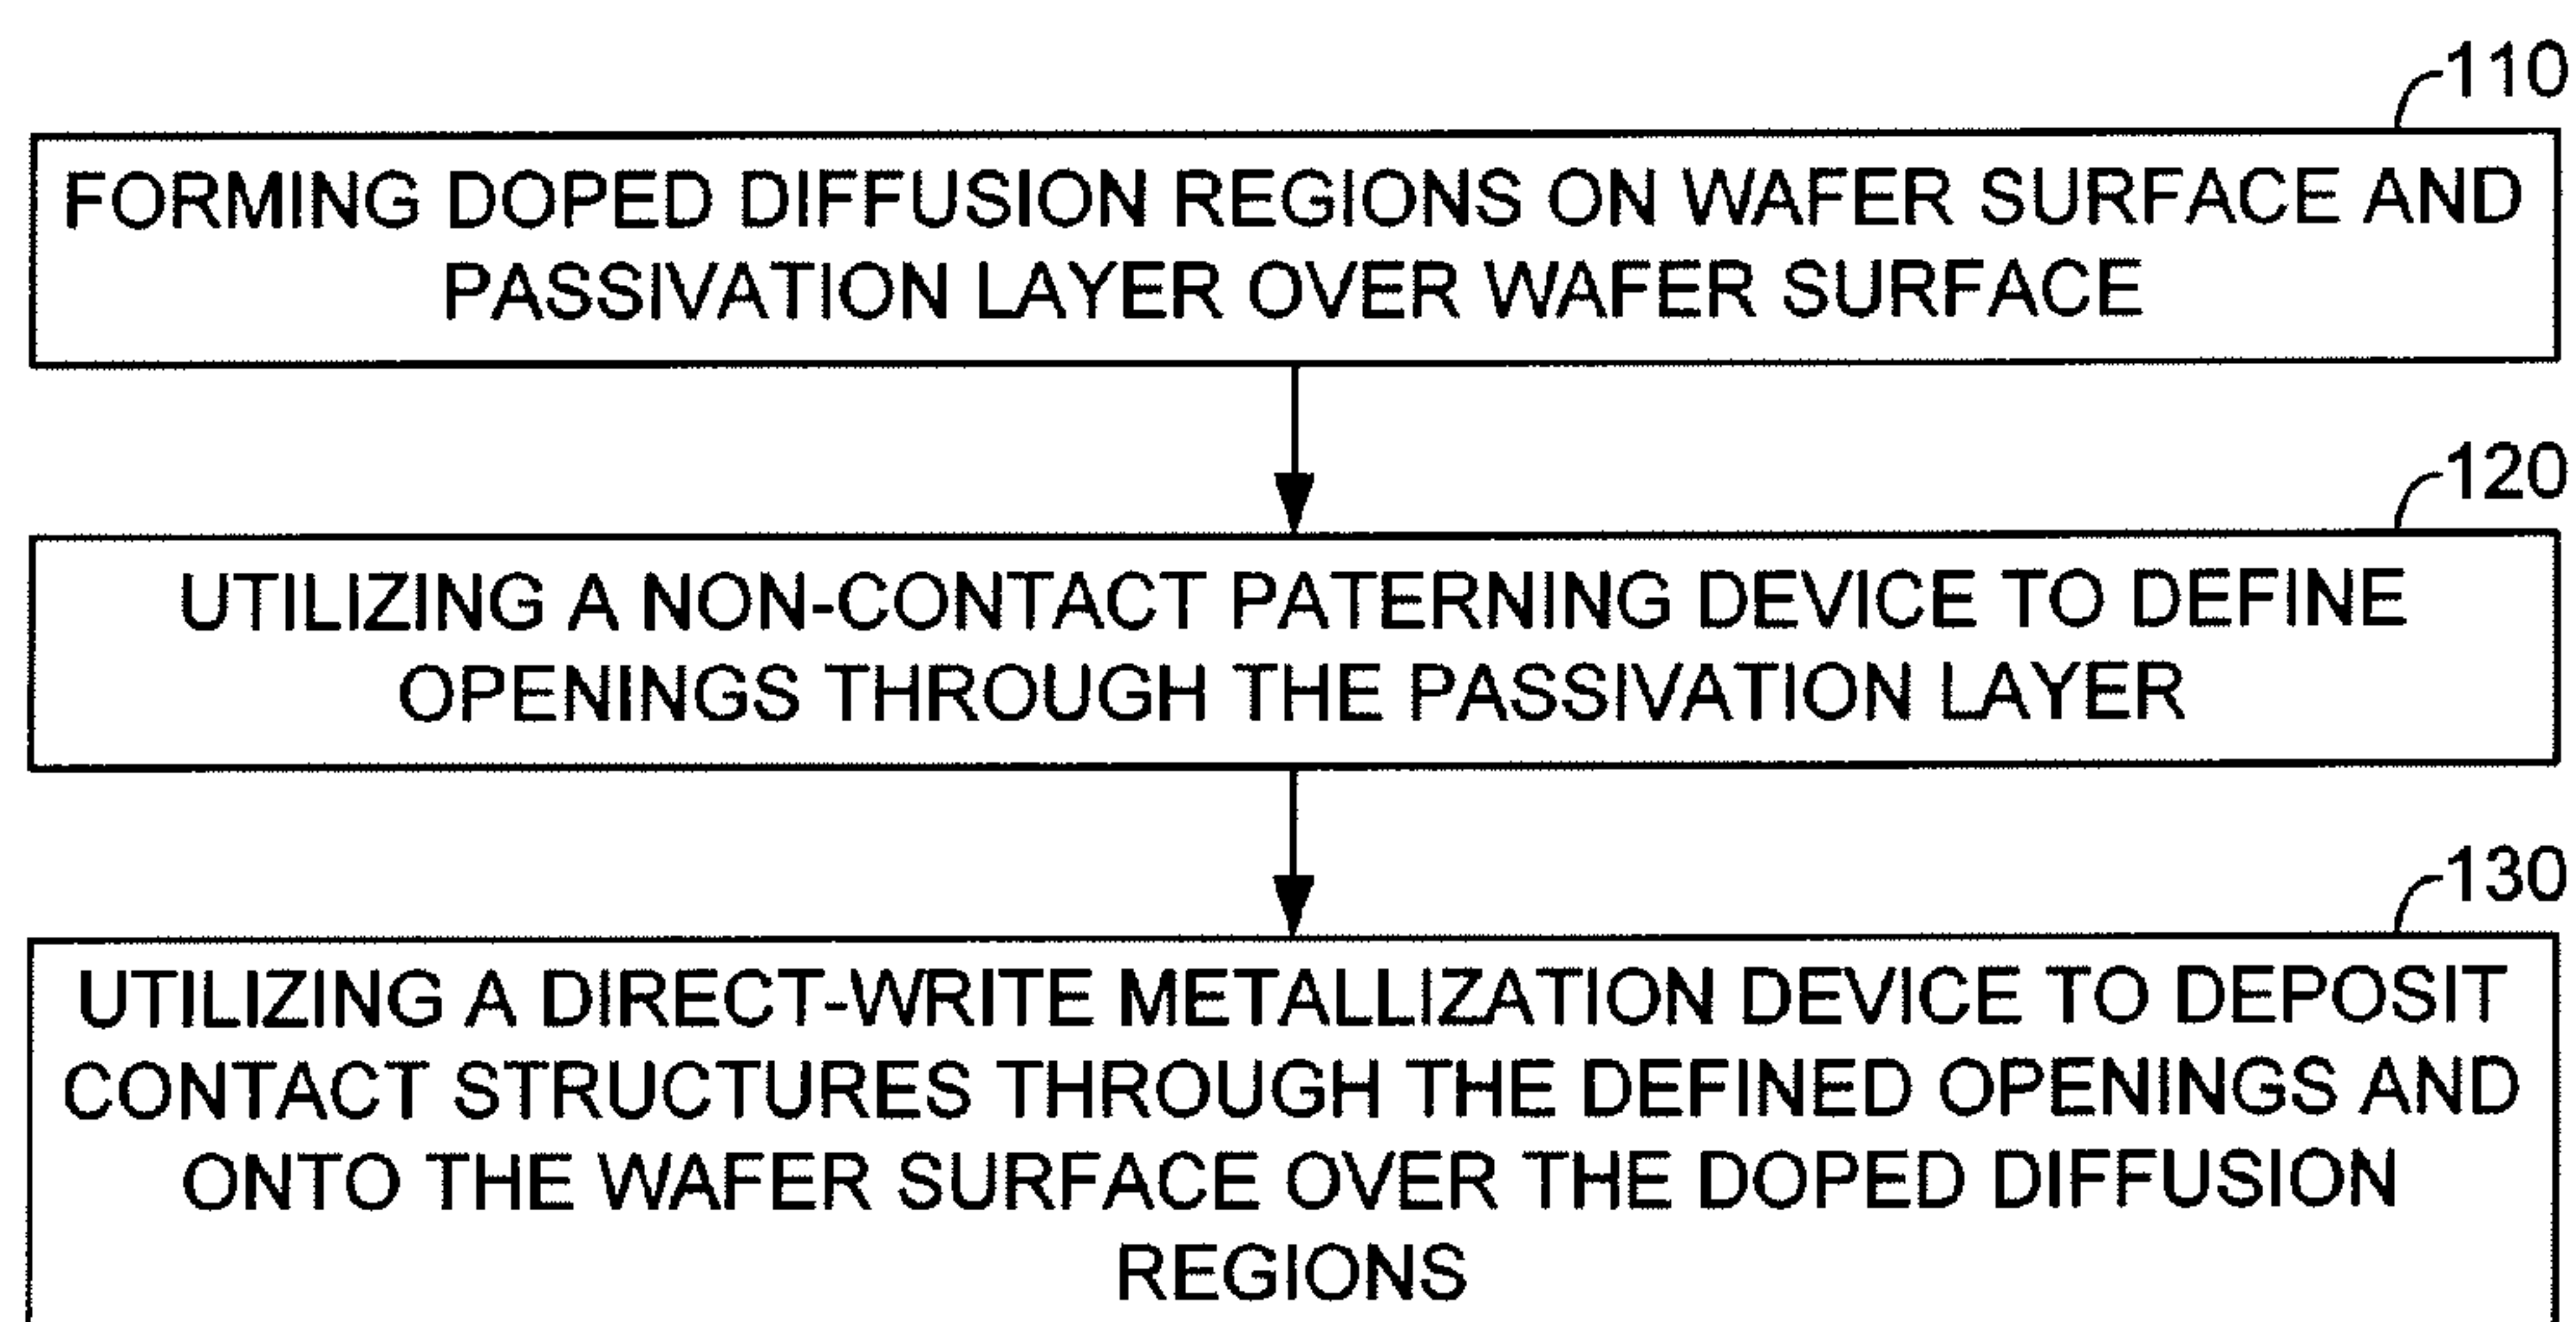 110
FORMING DOPED DIFFUSION REGIONS ON WAFER SURFACE AND
PASSIVATION LAYER OVER WAFER SURFACE
120
UTILIZING A NON-CONTACT PATERNING DEVICE TO DEFINE
OPENINGS THROUGH THE PASSIVATION LAYER
130
UTILIZING A DIRECT-WRITE METALLIZATION DEVICE TO DEPOSIT
CONTACT STRUCTURES THROUGH THE DEFINED OPENINGS AND
ONTO THE WAFER SURFACE OVER THE DOPED DIFFUSION
REGIONS